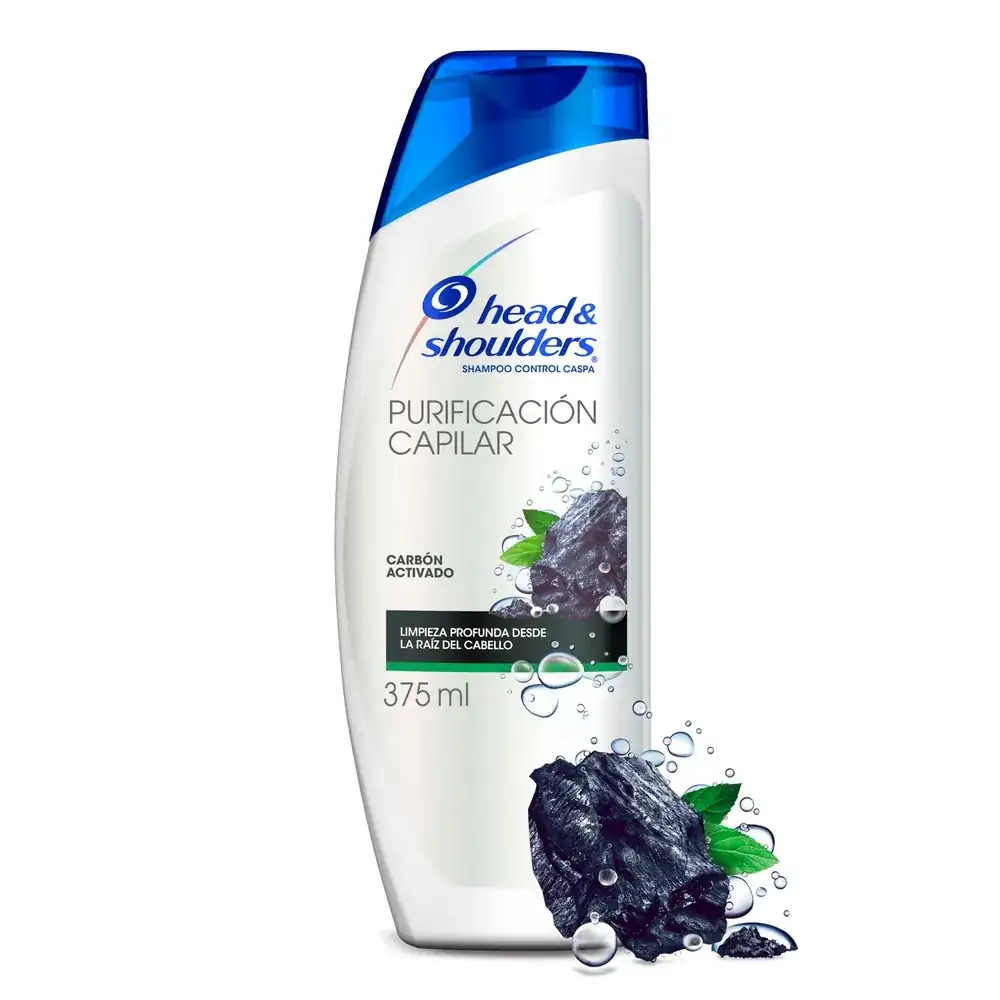 head &
shoulders®
SHAMPOO CONTROL CASPA
PURIFICACIÓN
CAPILAR
CARBÓN
ACTIVADO
LIMPIEZA PROFUNDA DESDE
LA RAÍZ DEL CABELLO
375 ml